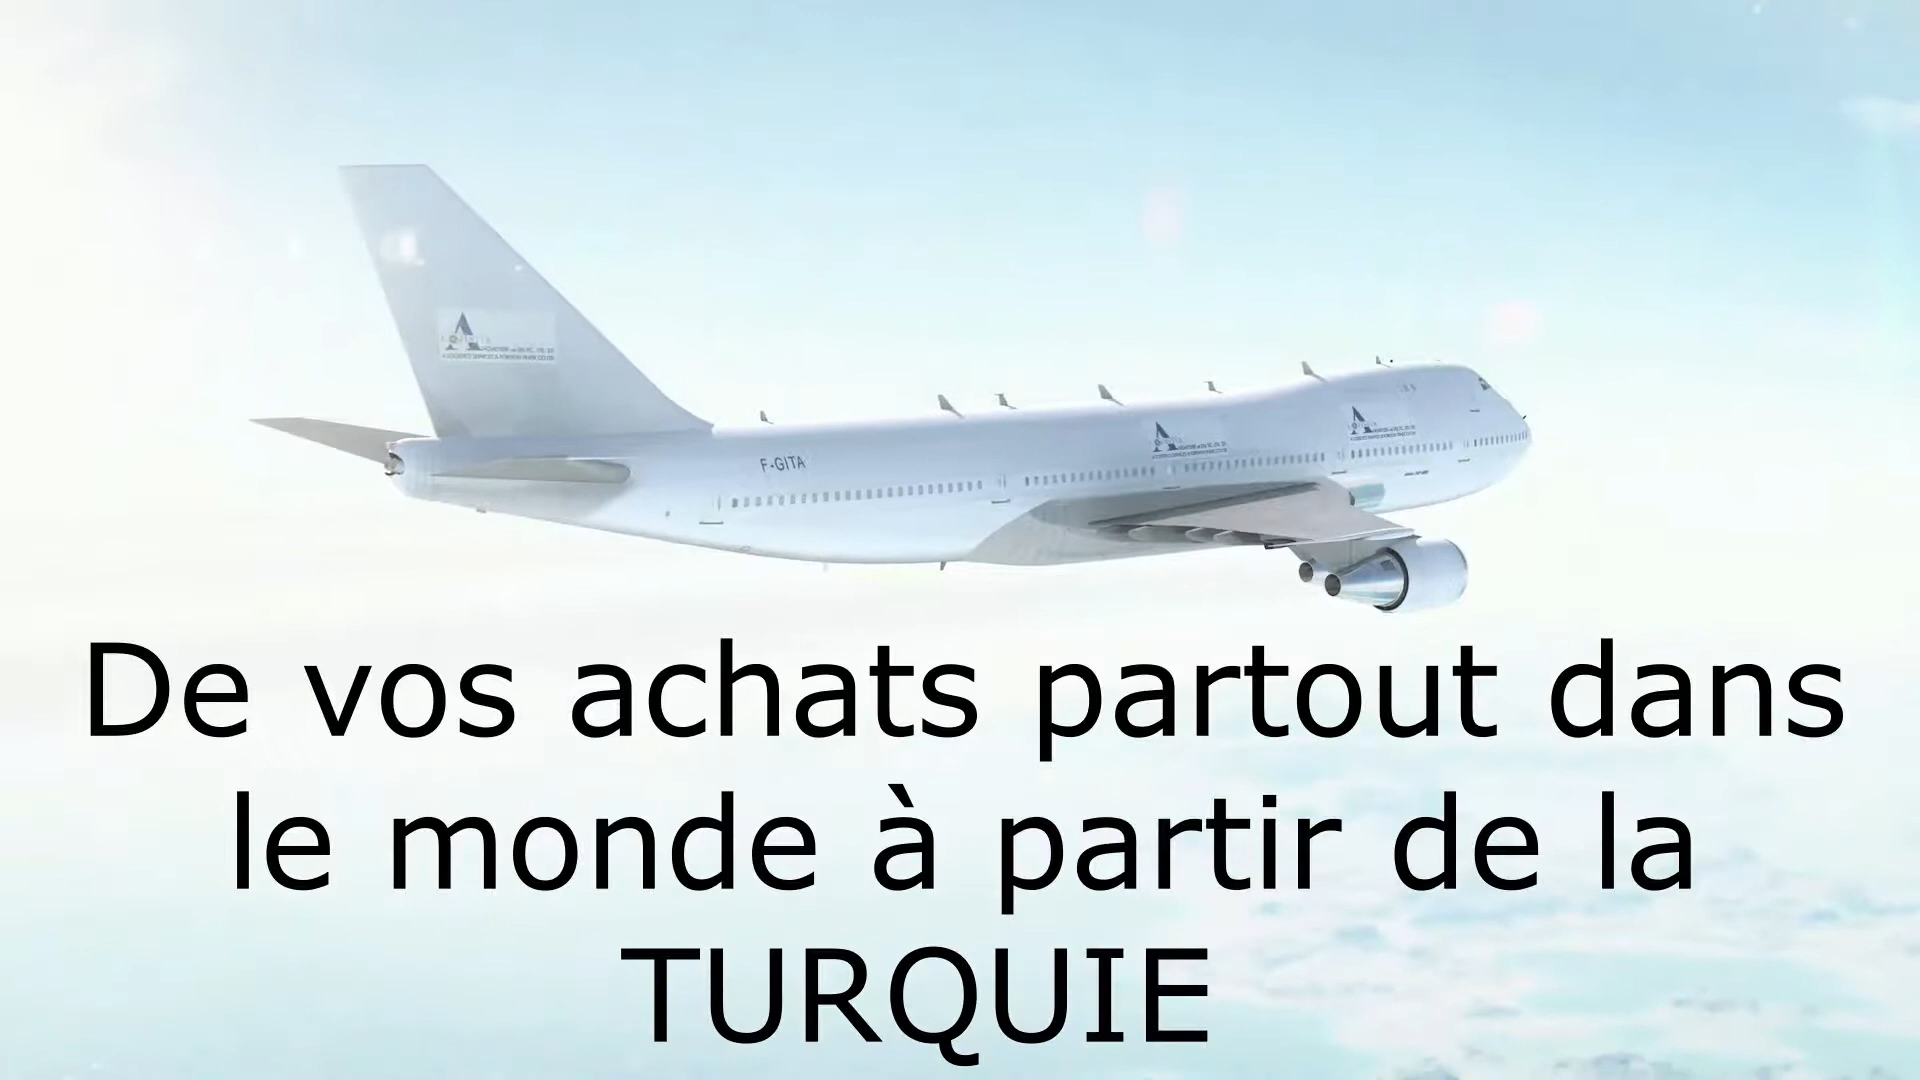 F-GITA
De vos achats partout dans
le monde à partir de la
TURQUIE